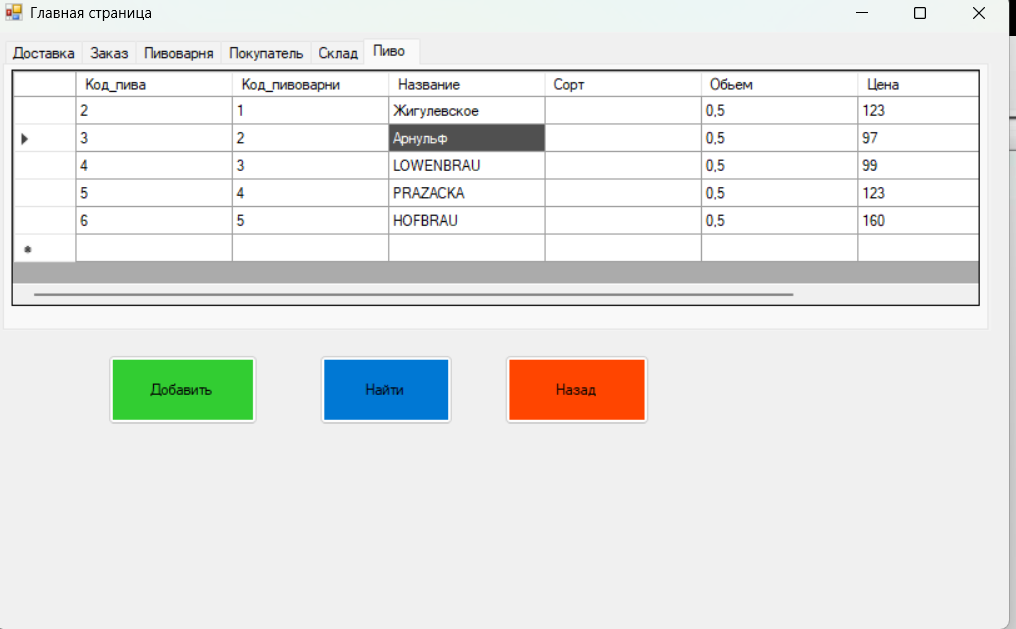 Главная страница
Доставка Заказ Пивоварня Покупатель Склад Пиво
Код_пива Код_пивоварни Название Сорт Обьем Цена
2 1 Жигулевское 0,5 123
3 2 Арнульф 0,5 97
4 3 LOWENBRAU 0,5 99
5 4 PRAZACKA 0,5 123
6 5 HOFBRAU 0,5 160
Добавить Найти Назад